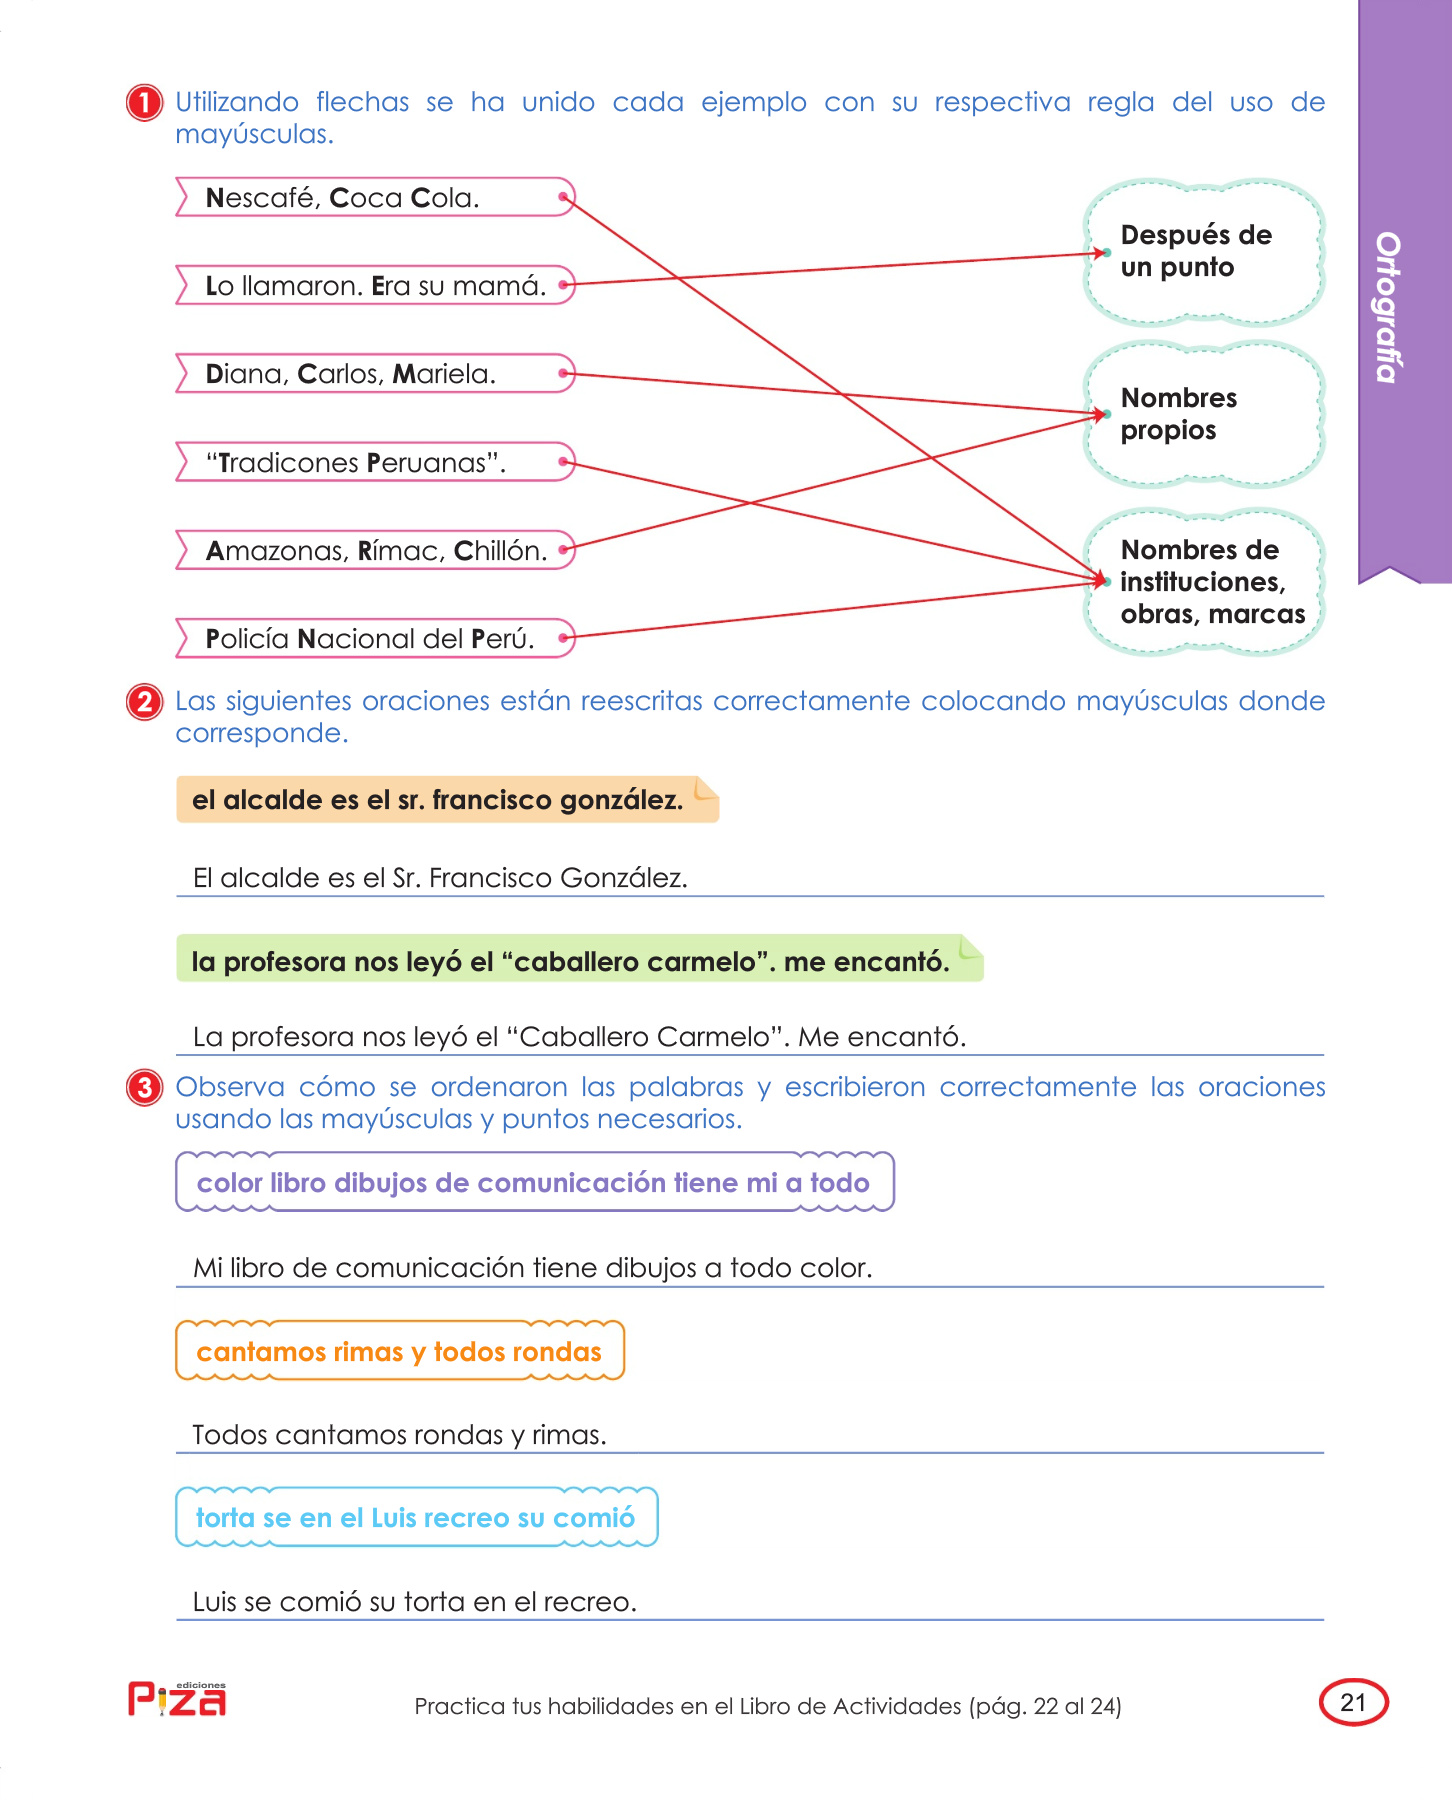 1 Utilizando flechas se ha unido cada ejemplo con su respectiva regla del uso de
mayúsculas.
Nescafé, Coca Cola.
Lo llamaron. Era su mamá.
Diana, Carlos, Mariela.
“Tradicones Peruanas”.
Amazonas, Rímac, Chillón.
Policía Nacional del Perú.
Después de
un punto
Nombres
propios
Nombres de
instituciones,
obras, marcas
Ortografía
2 Las siguientes oraciones están reescritas correctamente colocando mayúsculas donde
corresponde.
el alcalde es el sr. francisco gonzález.
El alcalde es el Sr. Francisco González.
la profesora nos leyó el “caballero carmelo”. me encantó.
La profesora nos leyó el “Caballero Carmelo”. Me encantó.
3 Observa cómo se ordenaron las palabras y escribieron correctamente las oraciones
usando las mayúsculas y puntos necesarios.
color libro dibujos de comunicación tiene mi a todo
Mi libro de comunicación tiene dibujos a todo color.
cantamos rimas y todos rondas
Todos cantamos rondas y rimas.
torta se en el Luis recreo su comió
Luis se comió su torta en el recreo.
ediciones
Piza
Practica tus habilidades en el Libro de Actividades (pág. 22 al 24)
21